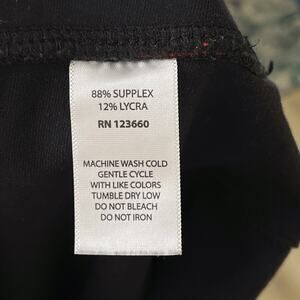 88% SUPPLEX
12% LYCRA
RN 123660
MACHINE WASH COLD
GENTLE CYCLE
WITH LIKE COLORS
TUMBLE DRY LOW
DO NOT BLEACH
DO NOT IRON